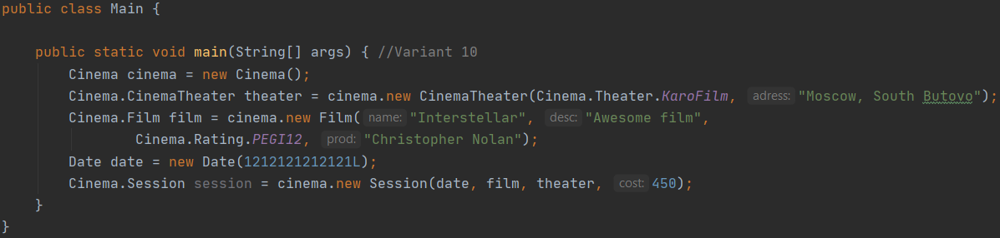 public class Main {
public static void main(String[] args) { //Variant 10
Cinema cinema = new Cinema();
Cinema.CinemaTheater theater = cinema.new CinemaTheater(Cinema.Theater.KaroFilm, adress: "Moscow, South Butovo");
Cinema.Film film = cinema.new Film( name: "Interstellar", desc: "Awesome film",
Cinema.Rating.PEGI12, prod: "Christopher Nolan");
Date date = new Date(1212121212121L);
Cinema.Session session = cinema.new Session(date, film, theater, cost: 450);
}
}